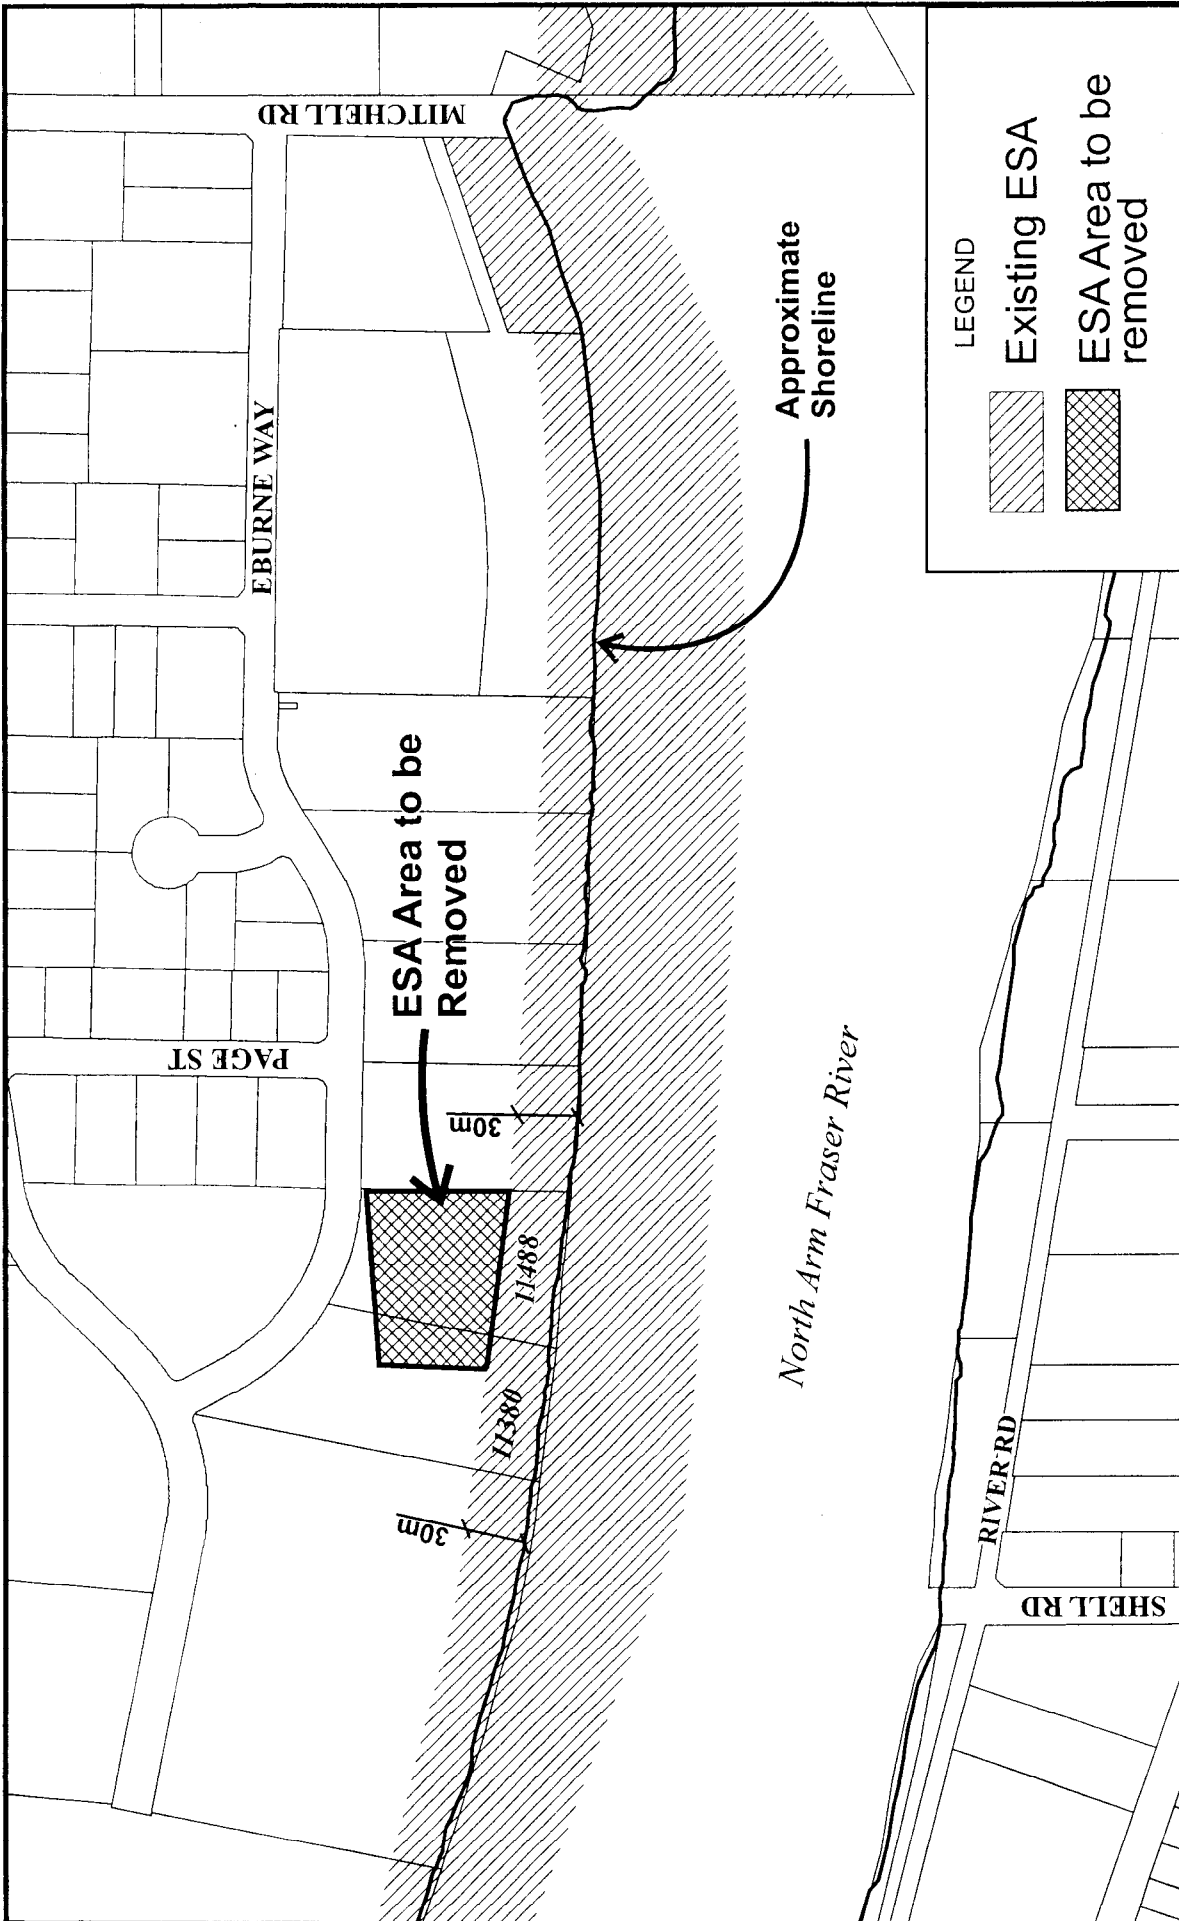 MITCHELL RD
EBURNE WAY
PAGE ST
ESA Area to be
Removed
30m
11488
11380
30m
Approximate
Shoreline
North Arm Fraser River
RIVER RD
SHELL RD
LEGEND
Existing ESA
ESA Area to be
removed